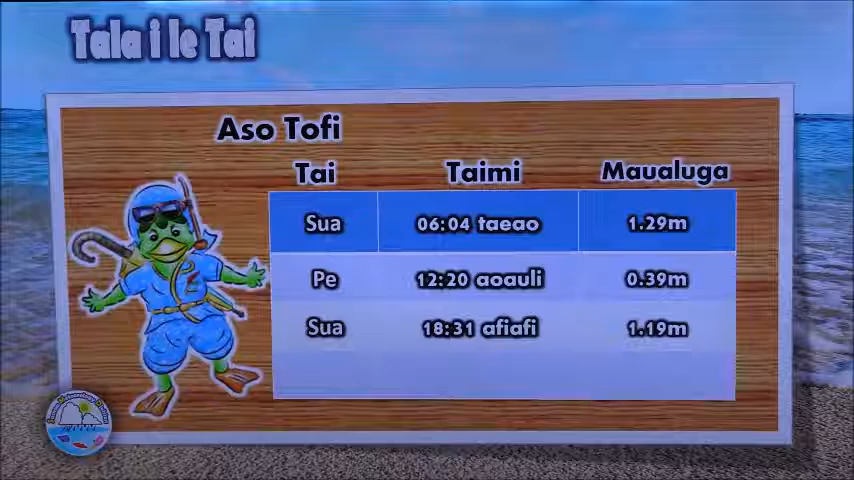 Tala i le Tai
Aso Tofi
Tai Taimi Maualuga
Sua 06:04 taeao 1.29m
Pe 12:20 aoauli 0.39m
Sua 18:31 afiafi 1.19m